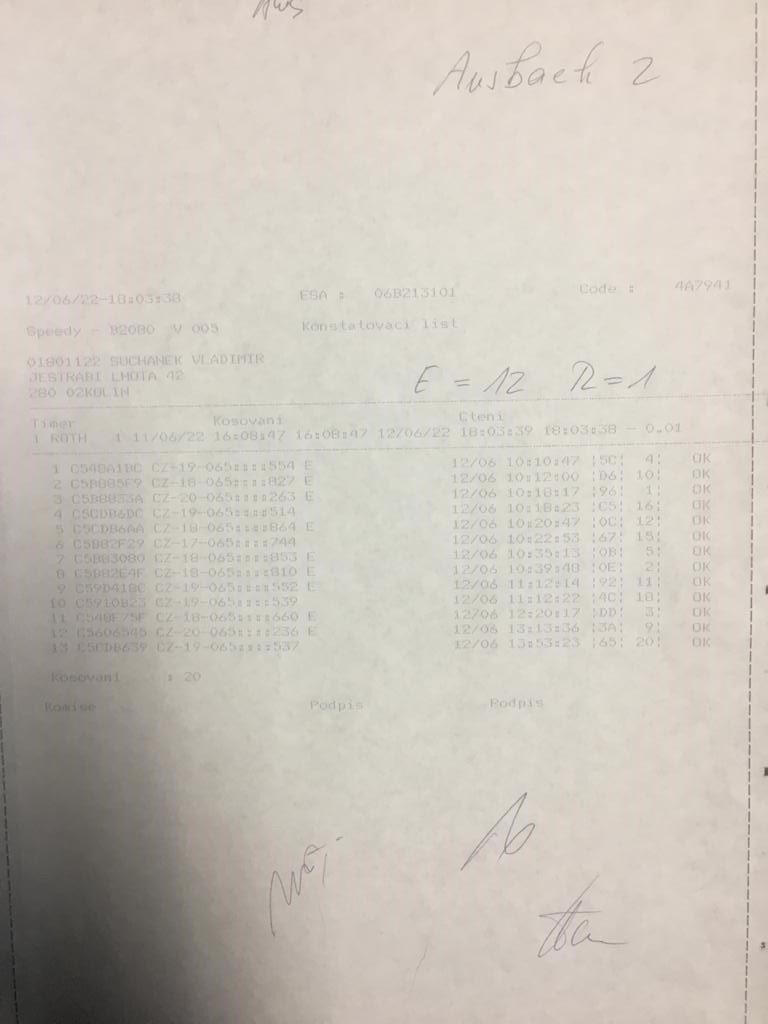 Ansbach 2
12/06/22-18:03:38 ESA : 06B213101 Code : 4A7941
Speedy - B2080 V 005 Konstatovaci list
01801122 SUCHANEK VLADIMIR
JESTRABI LHOTA 42
280 02KOLIN
E = 12 R = 1
Timer Kosovani Cteni
1 ROTH 1 11/06/22 16:08:47 16:08:47 12/06/22 18:03:39 18:03:38 - 0.01
1 C548A1BC CZ-19-065::::554 E 12/06 10:10:47 ¦5C¦ 4¦ OK
2 C5B885F9 CZ-18-065::::827 E 12/06 10:12:00 ¦D6¦ 10¦ OK
3 C5B8833A CZ-20-065::::263 E 12/06 10:18:17 ¦96¦ 1¦ OK
4 C5CDB6DC CZ-19-065::::514 12/06 10:18:23 ¦C5¦ 16¦ OK
5 C5CDB6AA CZ-18-065::::864 E 12/06 10:20:47 ¦0C¦ 12¦ OK
6 C5B82F29 CZ-17-065::::744 12/06 10:22:53 ¦67¦ 15¦ OK
7 C5B83080 CZ-18-065::::853 E 12/06 10:35:13 ¦0B¦ 5¦ OK
8 C5B82E4F CZ-18-065::::810 E 12/06 10:39:48 ¦0E¦ 2¦ OK
9 C59D41BC CZ-19-065::::552 E 12/06 11:12:14 ¦92¦ 11¦ OK
10 C5910B23 CZ-19-065::::539 12/06 11:12:22 ¦4C¦ 18¦ OK
11 C548F75F CZ-18-065::::660 E 12/06 12:20:17 ¦DD¦ 3¦ OK
12 C5606545 CZ-20-065::::236 E 12/06 13:13:36 ¦3A¦ 9¦ OK
13 C5CDB639 CZ-19-065::::537 12/06 13:53:23 ¦65¦ 20¦ OK
Kosovani : 20
Komise Podpis Podpis